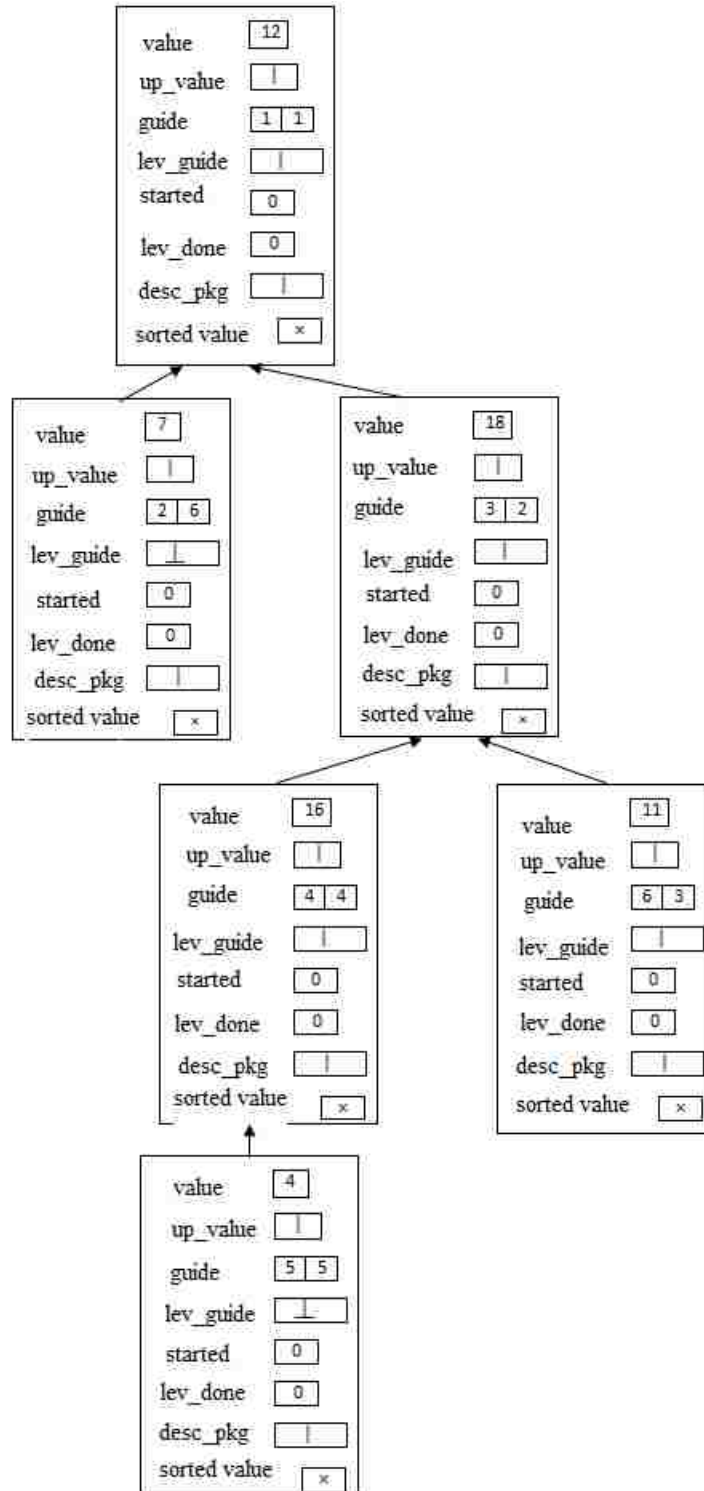 value 12
up_value |
guide 1 1
lev_guide |
started 0
lev_done 0
desc_pkg |
sorted value ×
value 7
up_value |
guide 2 6
lev_guide ⊥
started 0
lev_done 0
desc_pkg |
sorted value ×
value 18
up_value |
guide 3 2
lev_guide |
started 0
lev_done 0
desc_pkg |
sorted value ×
value 16
up_value |
guide 4 4
lev_guide |
started 0
lev_done 0
desc_pkg |
sorted value ×
value 11
up_value |
guide 6 3
lev_guide |
started 0
lev_done 0
desc_pkg |
sorted value ×
value 4
up_value |
guide 5 5
lev_guide ⊥
started 0
lev_done 0
desc_pkg |
sorted value ×